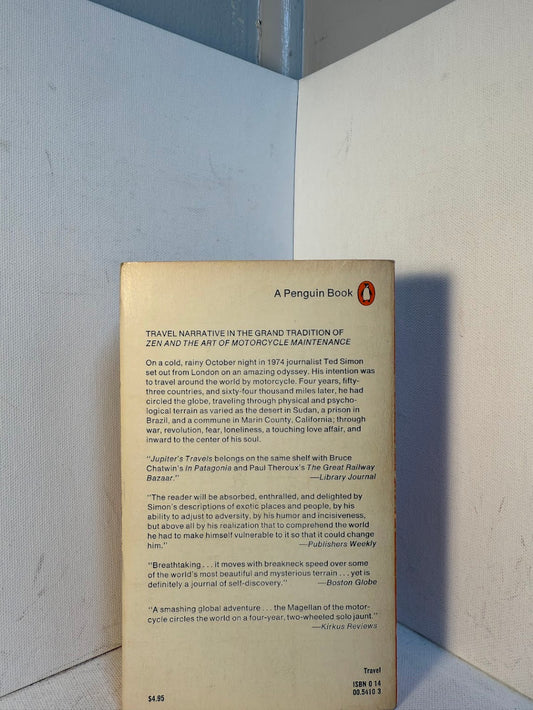 A Penguin Book
TRAVEL NARRATIVE IN THE GRAND TRADITION OF
ZEN AND THE ART OF MOTORCYCLE MAINTENANCE
On a cold, rainy October night in 1974 journalist Ted Simon
set out from London on an amazing odyssey. His intention was
to travel around the world by motorcycle. Four years, fifty-
three countries, and sixty-four thousand miles later, he had
circled the globe, traveling through physical and psycho-
logical terrain as varied as the desert in Sudan, a prison in
Brazil, and a commune in Marin County, California; through
war, revolution, fear, loneliness, a touching love affair, and
inward to the center of his soul.
"Jupiter's Travels belongs on the same shelf with Bruce
Chatwin's In Patagonia and Paul Theroux's The Great Railway
Bazaar." —Library Journal
"The reader will be absorbed, enthralled, and delighted by
Simon's descriptions of exotic places and people, by his
ability to adjust to adversity, by his humor and incisiveness,
but above all by his realization that to comprehend the world
he had to make himself vulnerable to it so that it could change
him." —Publishers Weekly
"Breathtaking . . . it moves with breakneck speed over some
of the world's most beautiful and mysterious terrain . . . yet is
definitely a journal of self-discovery." —Boston Globe
"A smashing global adventure . . . the Magellan of the motor-
cycle circles the world on a four-year, two-wheeled solo jaunt."
—Kirkus Reviews
Travel
ISBN 0 14
00.5410 3
$4.95